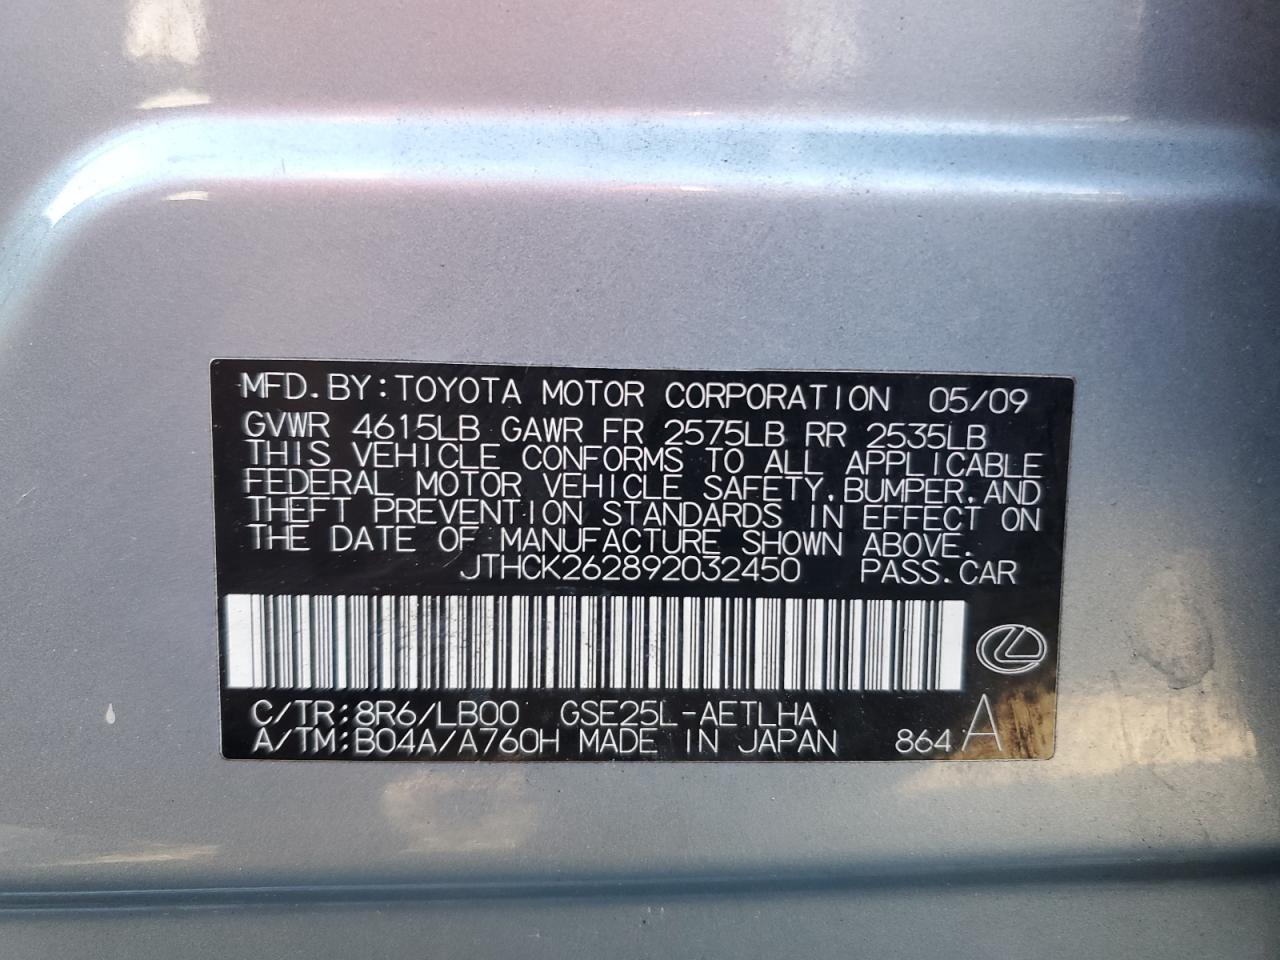 MFD. BY: TOYOTA MOTOR CORPORATION 05/09
GVWR 4615LB GAWR FR 2575LB RR 2535LB
THIS VEHICLE CONFORMS TO ALL APPLICABLE
FEDERAL MOTOR VEHICLE SAFETY, BUMPER, AND
THEFT PREVENTION STANDARDS IN EFFECT ON
THE DATE OF MANUFACTURE SHOWN ABOVE.
JTHCK262892032450 PASS. CAR
C/TR: 8R6/LB00 GSE25L-AETLHA
A/TM: B04A/A760H MADE IN JAPAN 864 A